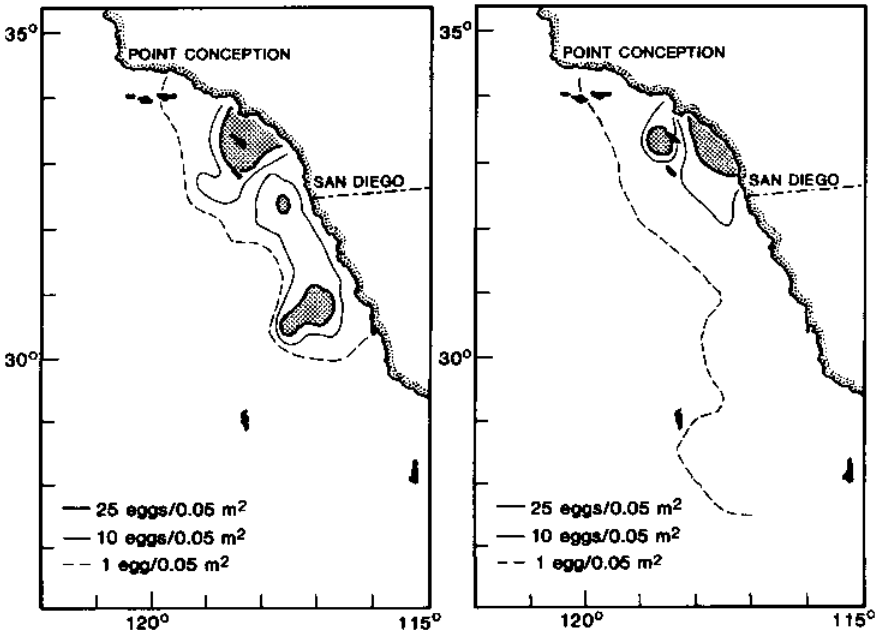 35°
POINT CONCEPTION
SAN DIEGO
30°
25 eggs/0.05 m²
10 eggs/0.05 m²
1 egg/0.05 m²
120°
115°
35°
POINT CONCEPTION
SAN DIEGO
30°
25 eggs/0.05 m²
10 eggs/0.05 m²
1 egg/0.05 m²
120°
115°